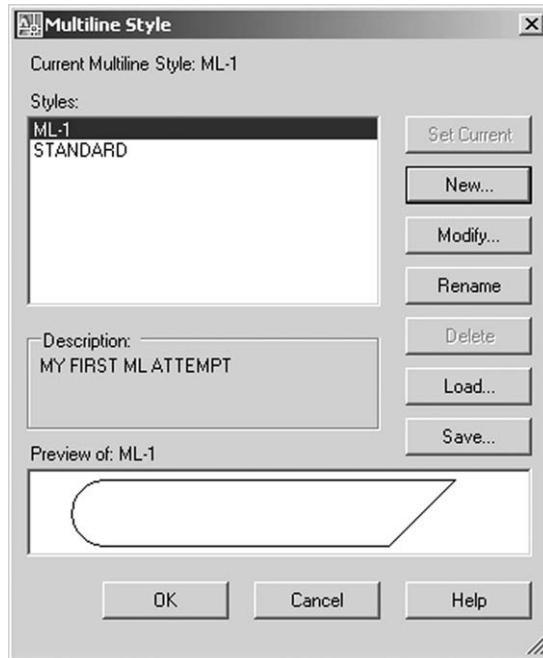 Multiline Style
Current Multiline Style: ML-1
Styles:
ML-1
STANDARD
Set Current
New...
Modify...
Rename
Delete
Load...
Save...
Description:
MY FIRST ML ATTEMPT
Preview of: ML-1
OK
Cancel
Help